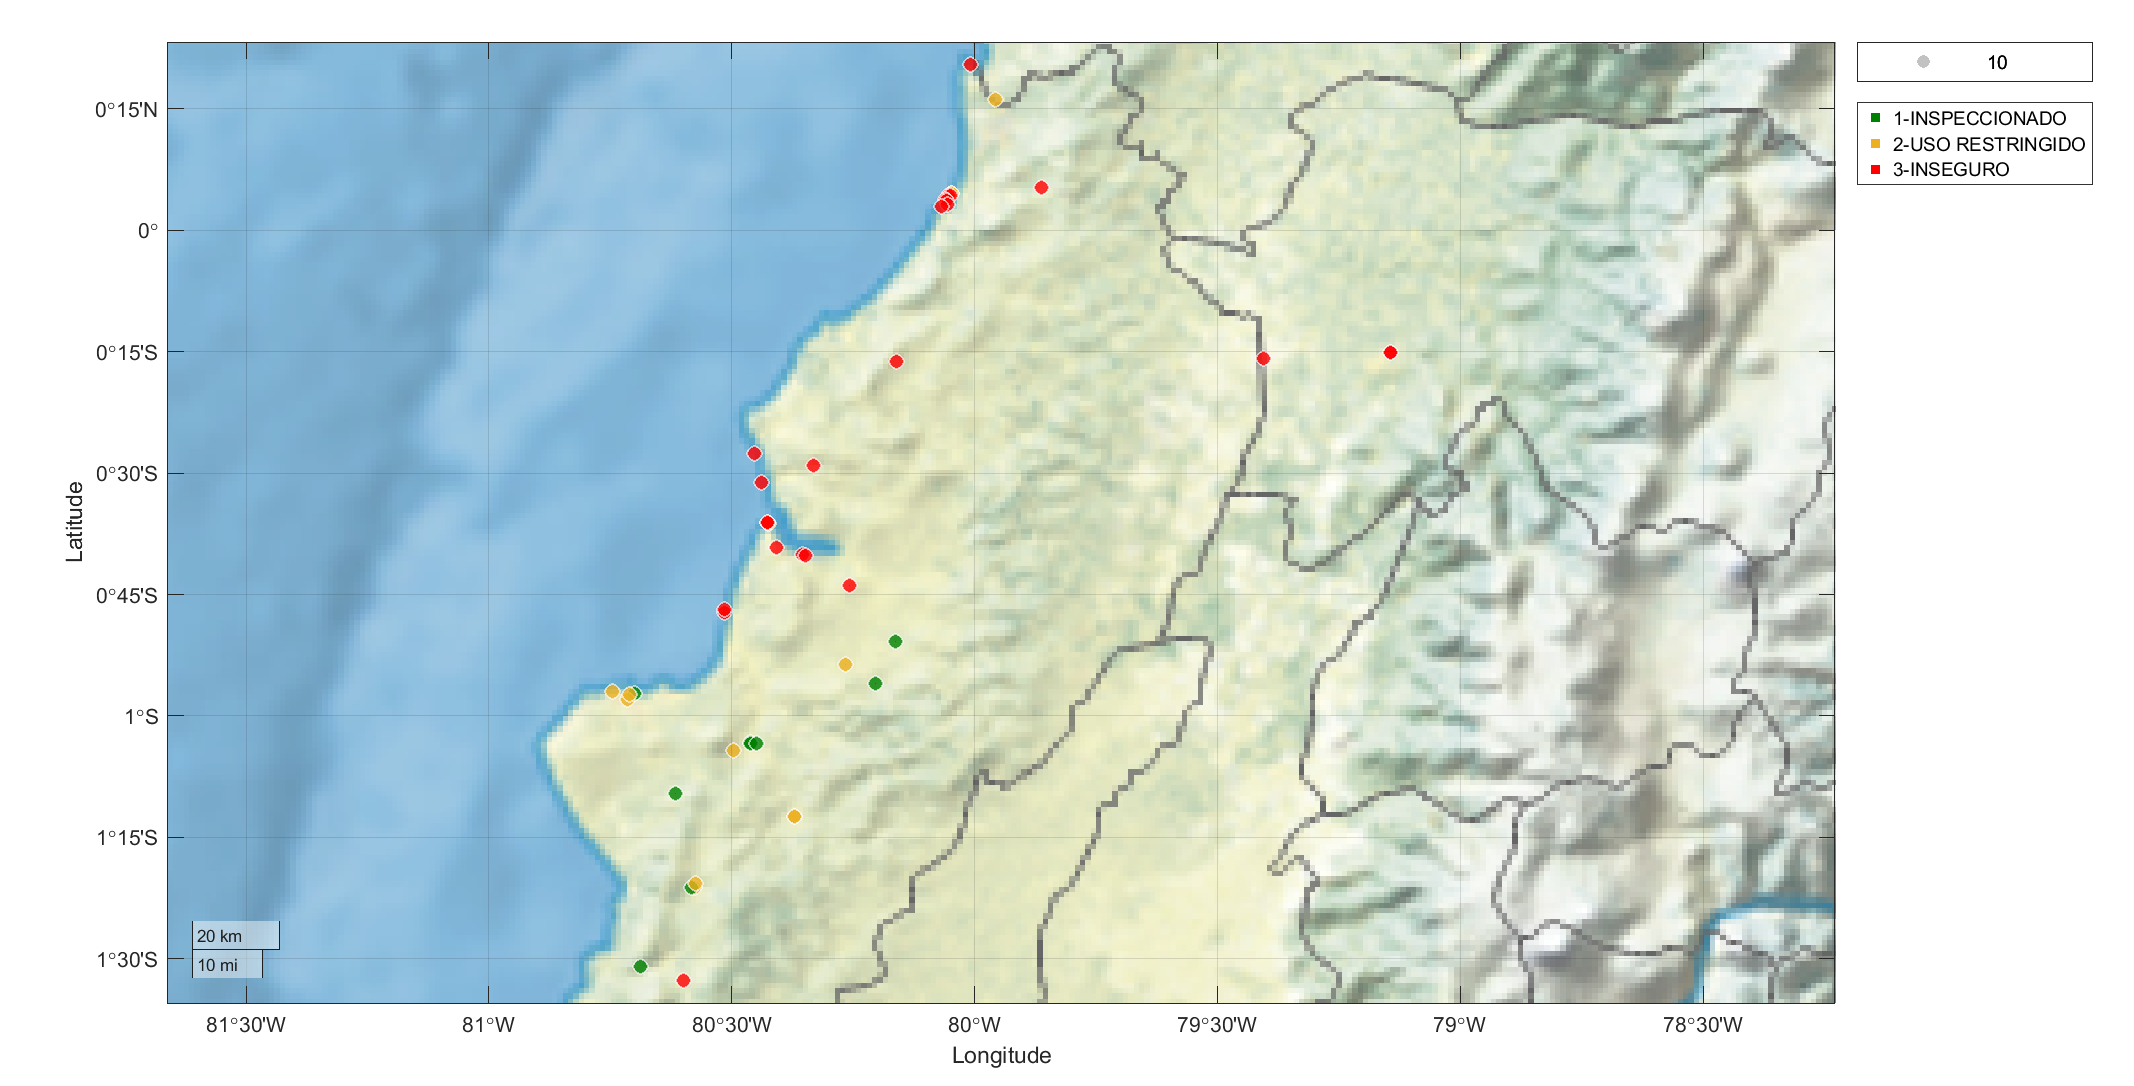 10
1-INSPECCIONADO
2-USO RESTRINGIDO
3-INSEGURO
0°15'N
0°
0°15'S
0°30'S
0°45'S
1°S
1°15'S
1°30'S
Latitude
20 km
10 mi
81°30'W 81°W 80°30'W 80°W 79°30'W 79°W 78°30'W
Longitude